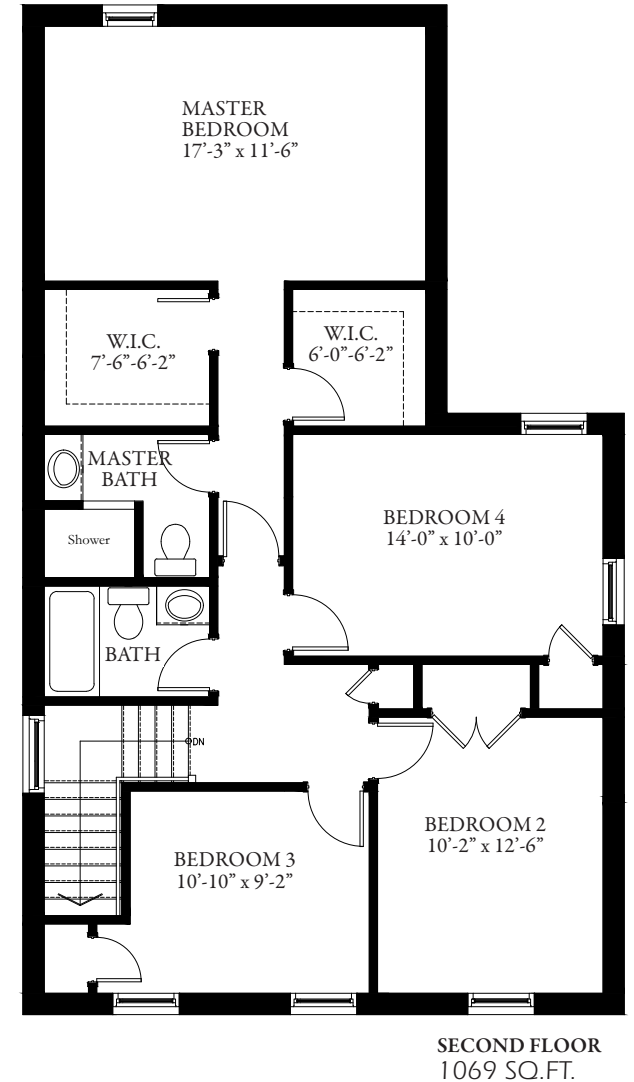 MASTER
BEDROOM
17'-3” x 11'-6”
W.I.C.
7'-6”-6'-2”
W.I.C.
6'-0”-6'-2”
MASTER
BATH
BEDROOM 4
14'-0” x 10'-0”
Shower
BATH
DN
BEDROOM 2
10'-2” x 12'-6”
BEDROOM 3
10'-10” x 9'-2”
SECOND FLOOR
1069 SQ.FT.